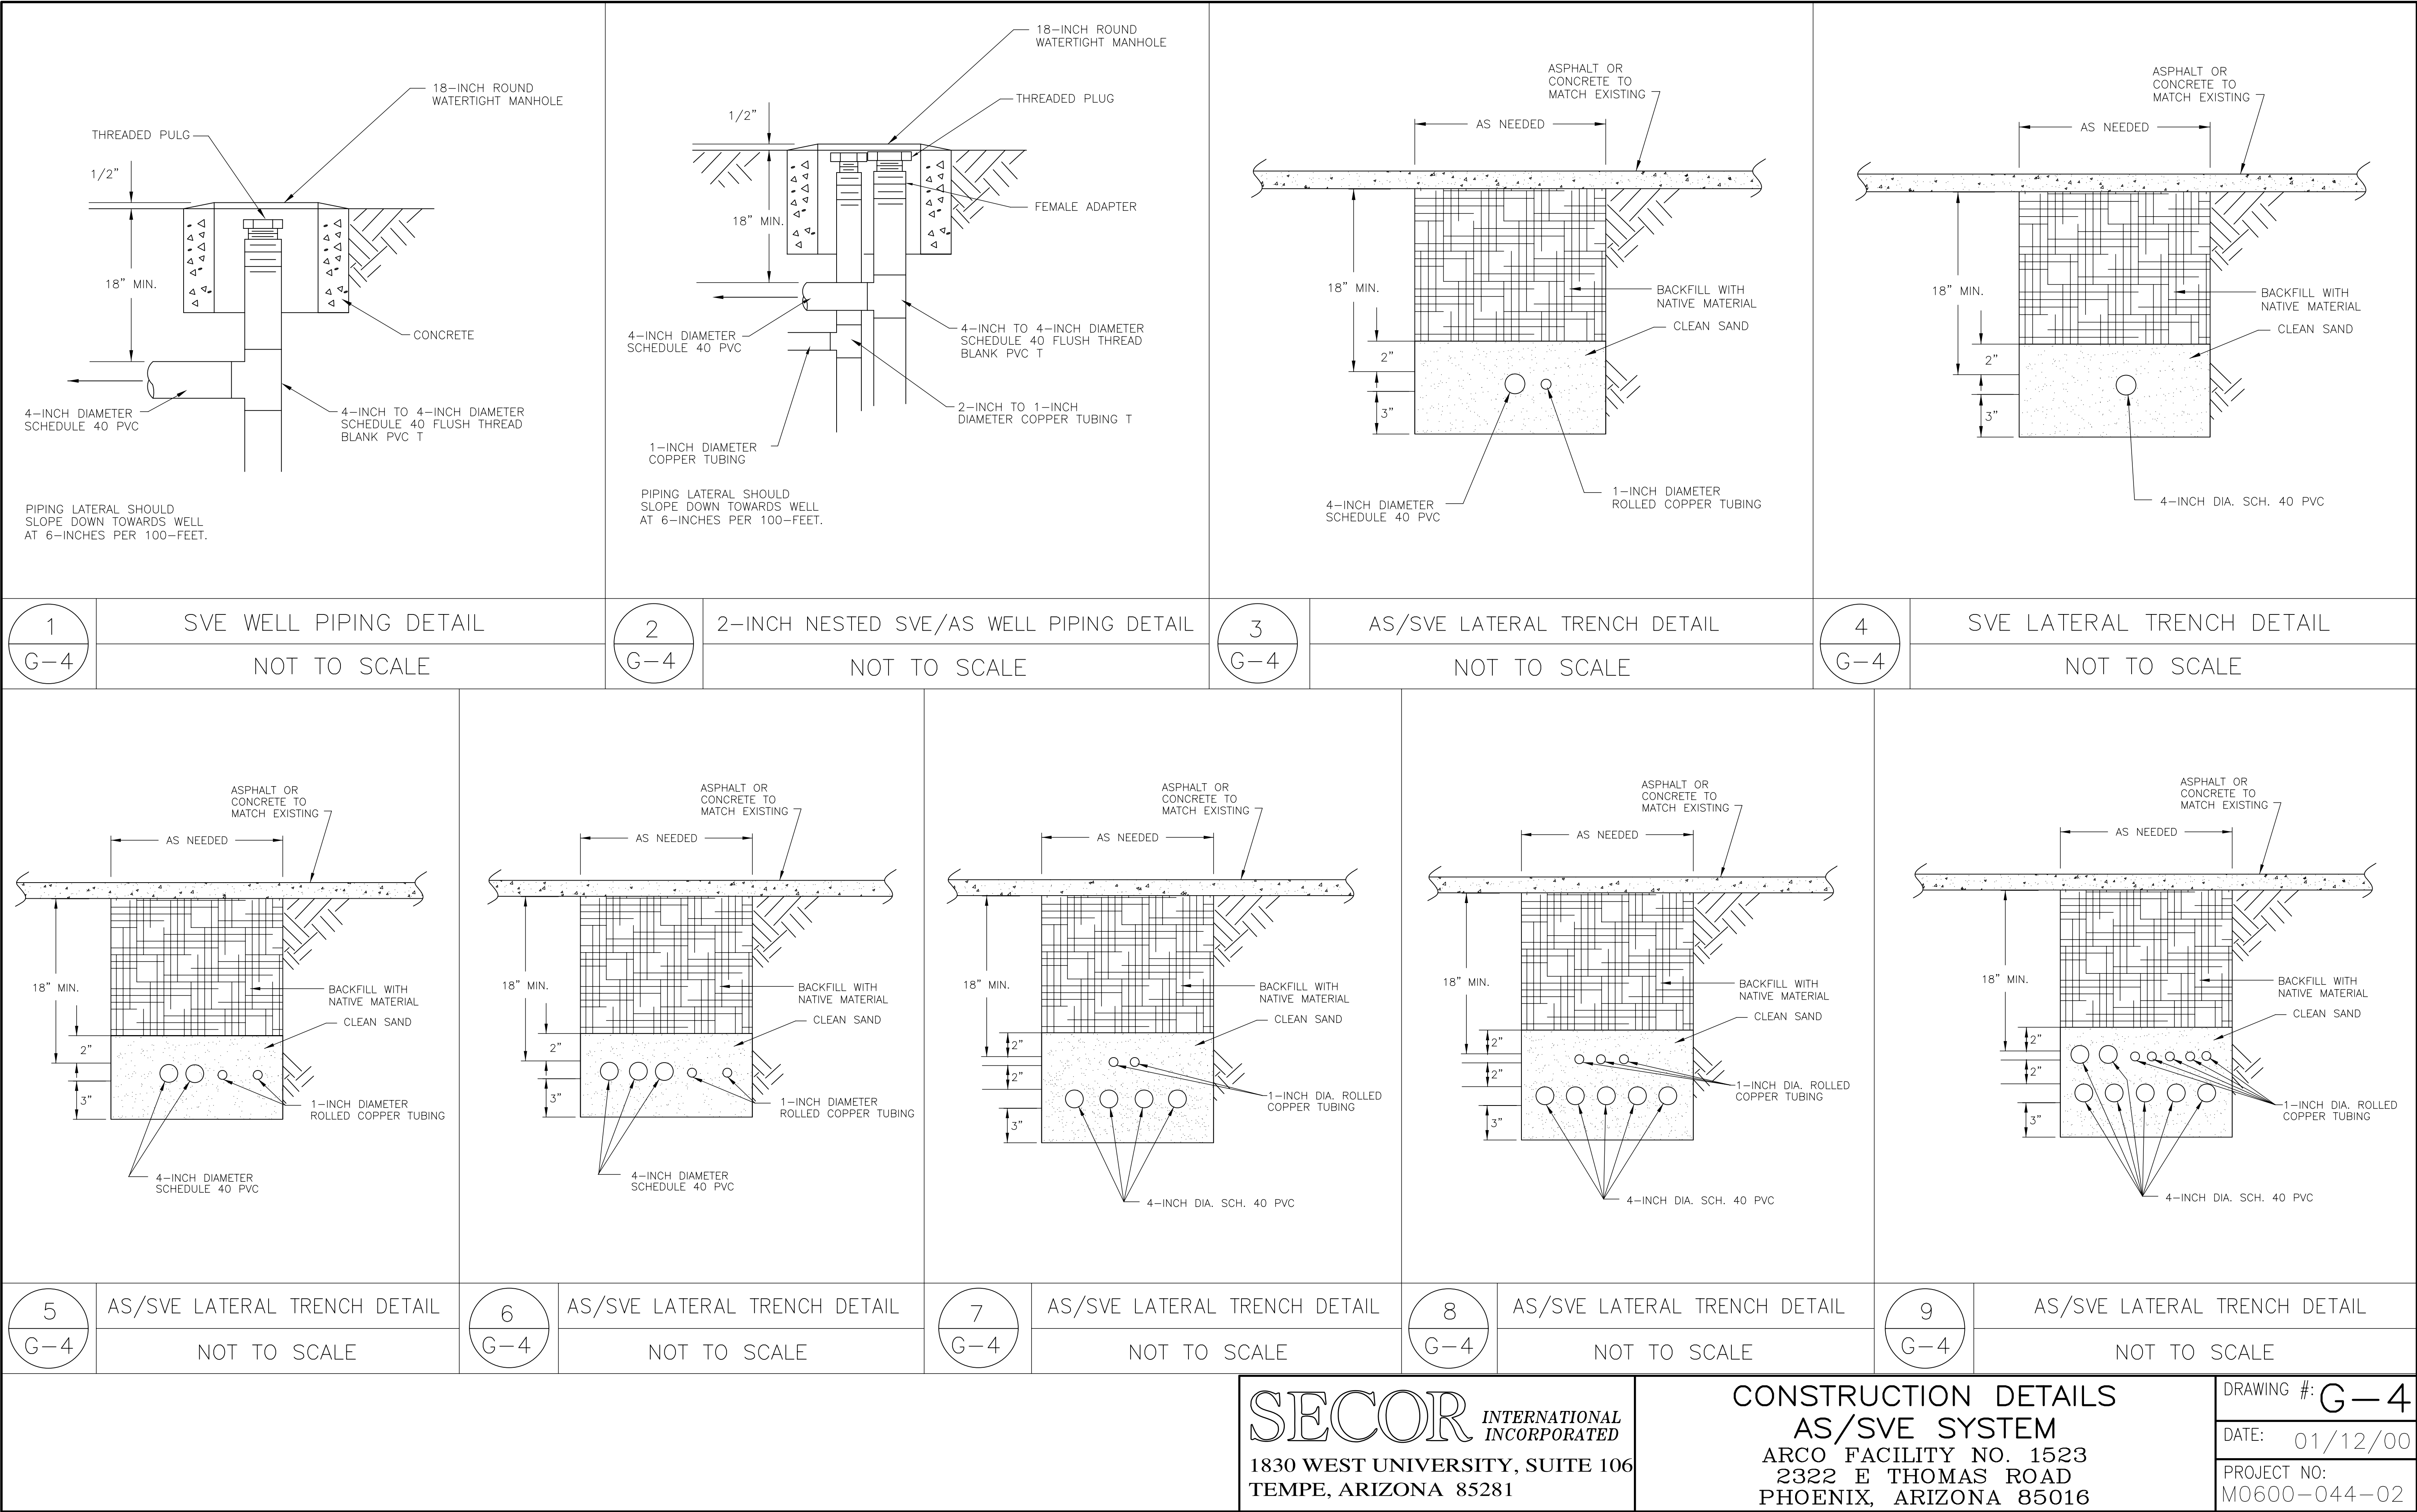 18-INCH ROUND
WATERTIGHT MANHOLE
THREADED PULG
1/2"
18" MIN.
CONCRETE
4-INCH DIAMETER
SCHEDULE 40 PVC
4-INCH TO 4-INCH DIAMETER
SCHEDULE 40 FLUSH THREAD
BLANK PVC T
PIPING LATERAL SHOULD
SLOPE DOWN TOWARDS WELL
AT 6-INCHES PER 100-FEET.
1
G-4
SVE WELL PIPING DETAIL
NOT TO SCALE
18-INCH ROUND
WATERTIGHT MANHOLE
THREADED PLUG
1/2"
18" MIN.
FEMALE ADAPTER
4-INCH DIAMETER
SCHEDULE 40 PVC
4-INCH TO 4-INCH DIAMETER
SCHEDULE 40 FLUSH THREAD
BLANK PVC T
2-INCH TO 1-INCH
DIAMETER COPPER TUBING T
1-INCH DIAMETER
COPPER TUBING
PIPING LATERAL SHOULD
SLOPE DOWN TOWARDS WELL
AT 6-INCHES PER 100-FEET.
2
G-4
2-INCH NESTED SVE/AS WELL PIPING DETAIL
NOT TO SCALE
ASPHALT OR
CONCRETE TO
MATCH EXISTING
AS NEEDED
18" MIN.
BACKFILL WITH
NATIVE MATERIAL
CLEAN SAND
2"
3"
4-INCH DIAMETER
SCHEDULE 40 PVC
1-INCH DIAMETER
ROLLED COPPER TUBING
3
G-4
AS/SVE LATERAL TRENCH DETAIL
NOT TO SCALE
ASPHALT OR
CONCRETE TO
MATCH EXISTING
AS NEEDED
18" MIN.
BACKFILL WITH
NATIVE MATERIAL
CLEAN SAND
2"
3"
4-INCH DIA. SCH. 40 PVC
4
G-4
SVE LATERAL TRENCH DETAIL
NOT TO SCALE
ASPHALT OR
CONCRETE TO
MATCH EXISTING
AS NEEDED
18" MIN.
BACKFILL WITH
NATIVE MATERIAL
CLEAN SAND
2"
3"
1-INCH DIAMETER
ROLLED COPPER TUBING
4-INCH DIAMETER
SCHEDULE 40 PVC
5
G-4
AS/SVE LATERAL TRENCH DETAIL
NOT TO SCALE
ASPHALT OR
CONCRETE TO
MATCH EXISTING
AS NEEDED
18" MIN.
BACKFILL WITH
NATIVE MATERIAL
CLEAN SAND
2"
3"
1-INCH DIAMETER
ROLLED COPPER TUBING
4-INCH DIAMETER
SCHEDULE 40 PVC
6
G-4
AS/SVE LATERAL TRENCH DETAIL
NOT TO SCALE
ASPHALT OR
CONCRETE TO
MATCH EXISTING
AS NEEDED
18" MIN.
BACKFILL WITH
NATIVE MATERIAL
CLEAN SAND
2"
2"
3"
1-INCH DIA. ROLLED
COPPER TUBING
4-INCH DIA. SCH. 40 PVC
7
G-4
AS/SVE LATERAL TRENCH DETAIL
NOT TO SCALE
ASPHALT OR
CONCRETE TO
MATCH EXISTING
AS NEEDED
18" MIN.
BACKFILL WITH
NATIVE MATERIAL
CLEAN SAND
2"
2"
3"
1-INCH DIA. ROLLED
COPPER TUBING
4-INCH DIA. SCH. 40 PVC
8
G-4
AS/SVE LATERAL TRENCH DETAIL
NOT TO SCALE
ASPHALT OR
CONCRETE TO
MATCH EXISTING
AS NEEDED
18" MIN.
BACKFILL WITH
NATIVE MATERIAL
CLEAN SAND
2"
2"
3"
1-INCH DIA. ROLLED
COPPER TUBING
4-INCH DIA. SCH. 40 PVC
9
G-4
AS/SVE LATERAL TRENCH DETAIL
NOT TO SCALE
SECOR INTERNATIONAL
INCORPORATED
1830 WEST UNIVERSITY, SUITE 106
TEMPE, ARIZONA 85281
CONSTRUCTION DETAILS
AS/SVE SYSTEM
ARCO FACILITY NO. 1523
2322 E THOMAS ROAD
PHOENIX, ARIZONA 85016
DRAWING #: G-4
DATE: 01/12/00
PROJECT NO:
M0600-044-02